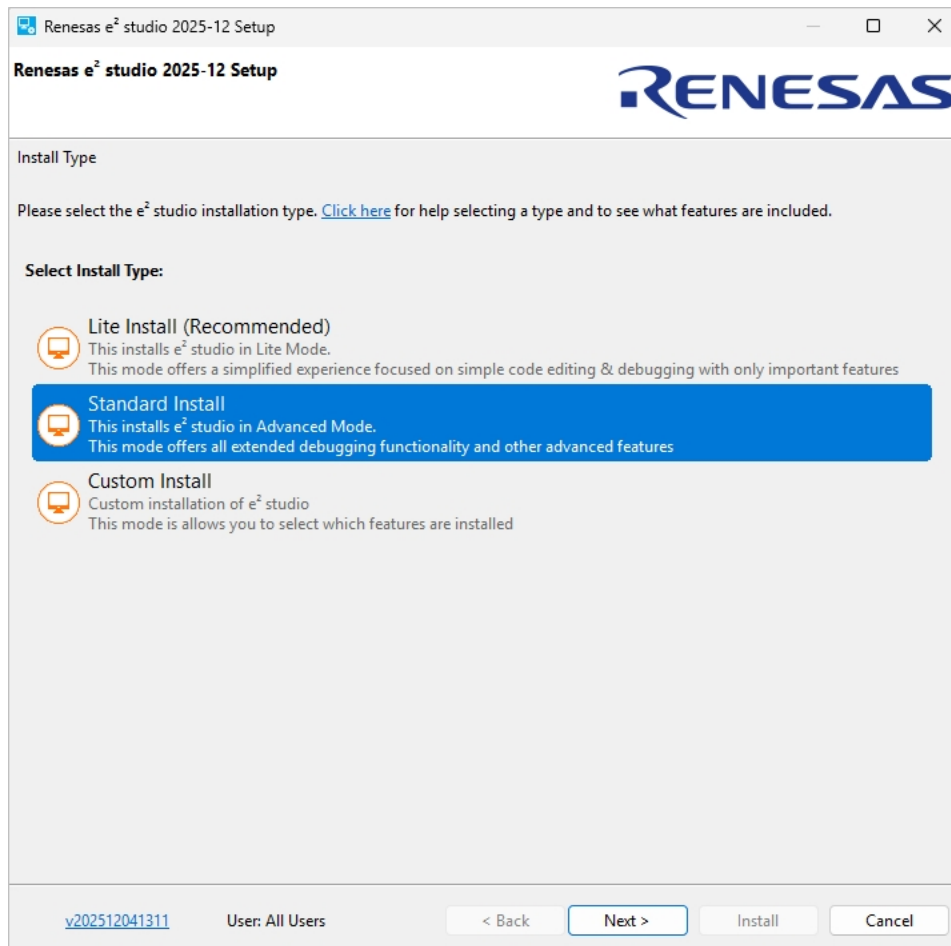 Renesas e² studio 2025-12 Setup
Renesas e² studio 2025-12 Setup
RENESAS
Install Type
Please select the e² studio installation type. Click here for help selecting a type and to see what features are included.
Select Install Type:
Lite Install (Recommended)
This installs e² studio in Lite Mode.
This mode offers a simplified experience focused on simple code editing & debugging with only important features
Standard Install
This installs e² studio in Advanced Mode.
This mode offers all extended debugging functionality and other advanced features
Custom Install
Custom installation of e² studio
This mode is allows you to select which features are installed
v202512041311 User: All Users < Back Next > Install Cancel